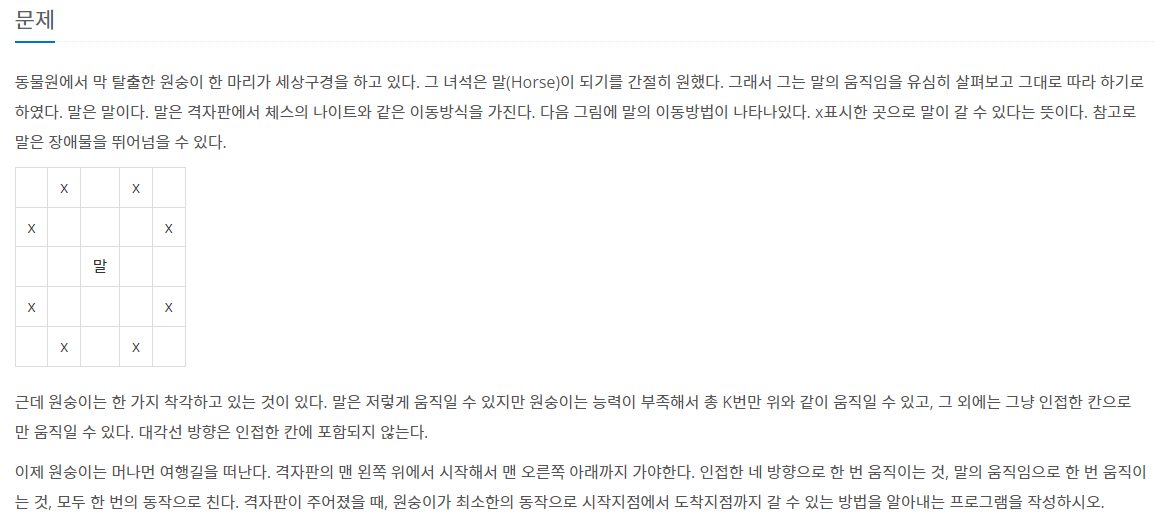 문제
동물원에서 막 탈출한 원숭이 한 마리가 세상구경을 하고 있다. 그 녀석은 말(Horse)이 되기를 간절히 원했다. 그래서 그는 말의 움직임을 유심히 살펴보고 그대로 따라 하기로
하였다. 말은 말이다. 말은 격자판에서 체스의 나이트와 같은 이동방식을 가진다. 다음 그림에 말의 이동방법이 나타나있다. x표시한 곳으로 말이 갈 수 있다는 뜻이다. 참고로
말은 장애물을 뛰어넘을 수 있다.
x x
x x
말
x x
x x
근데 원숭이는 한 가지 착각하고 있는 것이 있다. 말은 저렇게 움직일 수 있지만 원숭이는 능력이 부족해서 총 K번만 위와 같이 움직일 수 있고, 그 외에는 그냥 인접한 칸으로
만 움직일 수 있다. 대각선 방향은 인접한 칸에 포함되지 않는다.
이제 원숭이는 머나먼 여행길을 떠난다. 격자판의 맨 왼쪽 위에서 시작해서 맨 오른쪽 아래까지 가야한다. 인접한 네 방향으로 한 번 움직이는 것, 말의 움직임으로 한 번 움직이
는 것, 모두 한 번의 동작으로 친다. 격자판이 주어졌을 때, 원숭이가 최소한의 동작으로 시작지점에서 도착지점까지 갈 수 있는 방법을 알아내는 프로그램을 작성하시오.